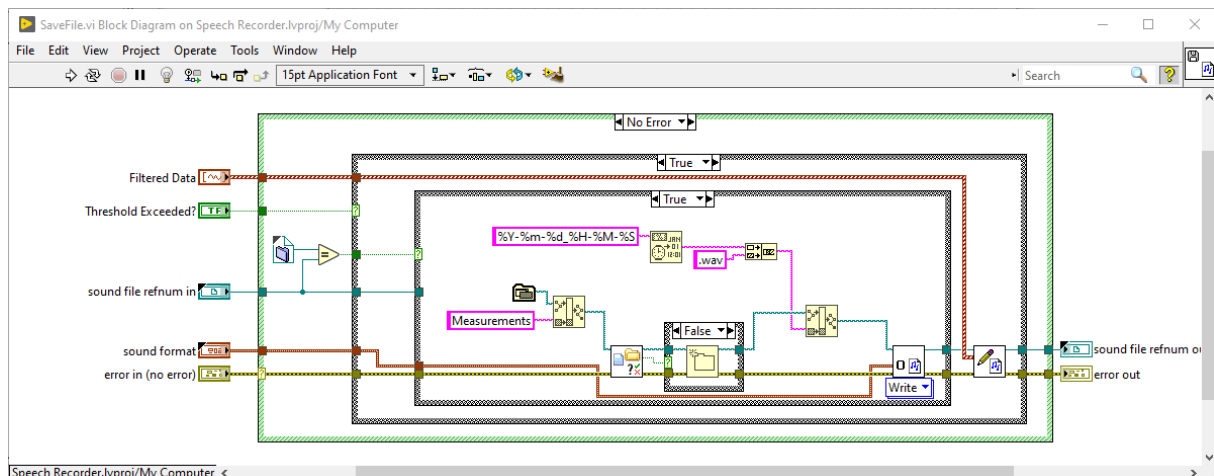 SaveFile.vi Block Diagram on Speech Recorder.lvproj/My Computer
File Edit View Project Operate Tools Window Help
15pt Application Font
Search
No Error
True
Filtered Data
True
Threshold Exceeded?
TF
%Y-%m-%d_%H-%M-%S
.wav
sound file refnum in
Measurements
False
sound format
sound file refnum ou
error in (no error)
error out
Write
Speech Recorder.lvproj/My Computer